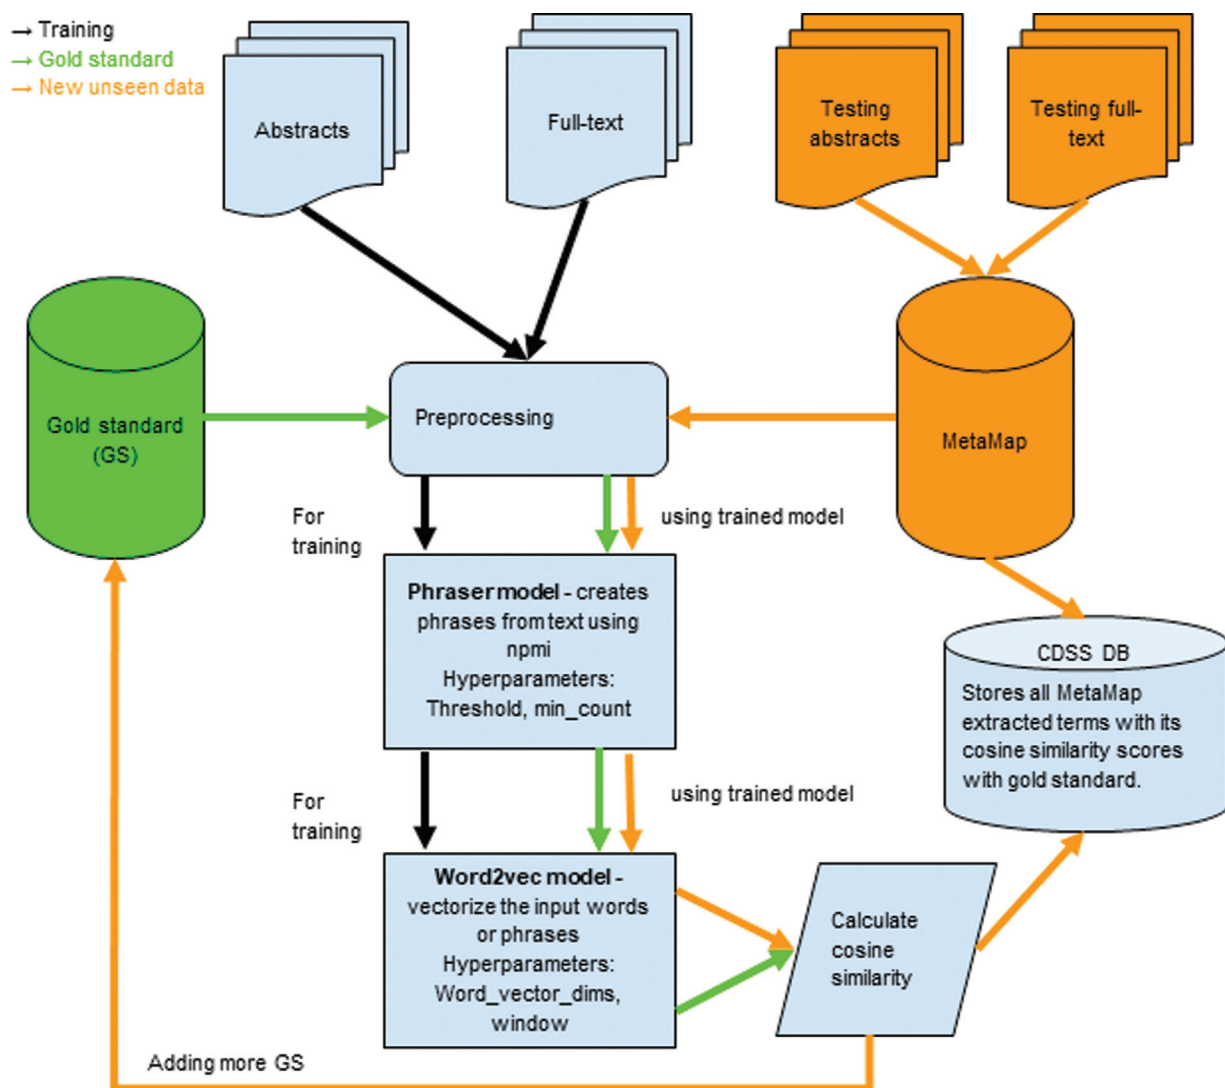 → Training
→ Gold standard
→ New unseen data
Abstracts
Full-text
Testing
abstracts
Testing full-
text
Gold standard
(GS)
Preprocessing
MetaMap
For
training
using trained model
Phraser model - creates
phrases from text using
npmi
Hyperparameters:
Threshold, min_count
CDSS DB
Stores all MetaMap
extracted terms with its
cosine similarity scores
with gold standard.
For
training
using trained model
Word2vec model -
vectorize the input words
or phrases
Hyperparameters:
Word_vector_dims,
window
Calculate
cosine
similarity
Adding more GS